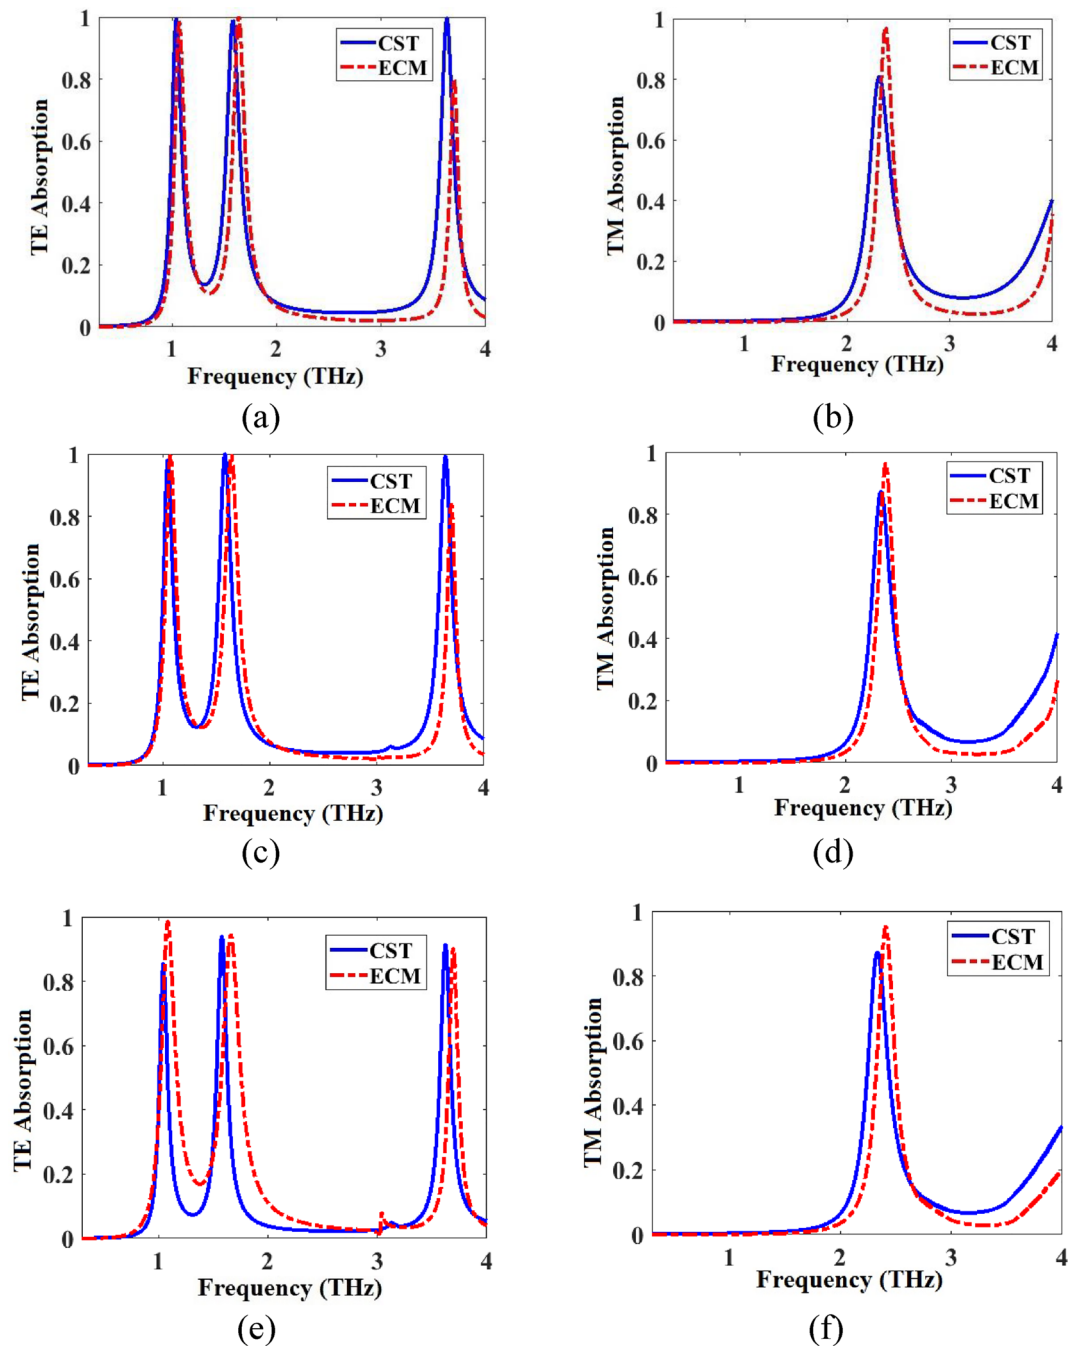 1
0.8
0.6
0.4
0.2
0
TE Absorption
CST
ECM
1 2 3 4
Frequency (THz)
(a)
1
0.8
0.6
0.4
0.2
0
TM Absorption
CST
ECM
1 2 3 4
Frequency (THz)
(b)
1
0.8
0.6
0.4
0.2
0
TE Absorption
CST
ECM
1 2 3 4
Frequency (THz)
(c)
1
0.8
0.6
0.4
0.2
0
TM Absorption
CST
ECM
1 2 3 4
Frequency (THz)
(d)
1
0.8
0.6
0.4
0.2
0
TE Absorption
CST
ECM
1 2 3 4
Frequency (THz)
(e)
1
0.8
0.6
0.4
0.2
0
TM Absorption
CST
ECM
1 2 3 4
Frequency (THz)
(f)